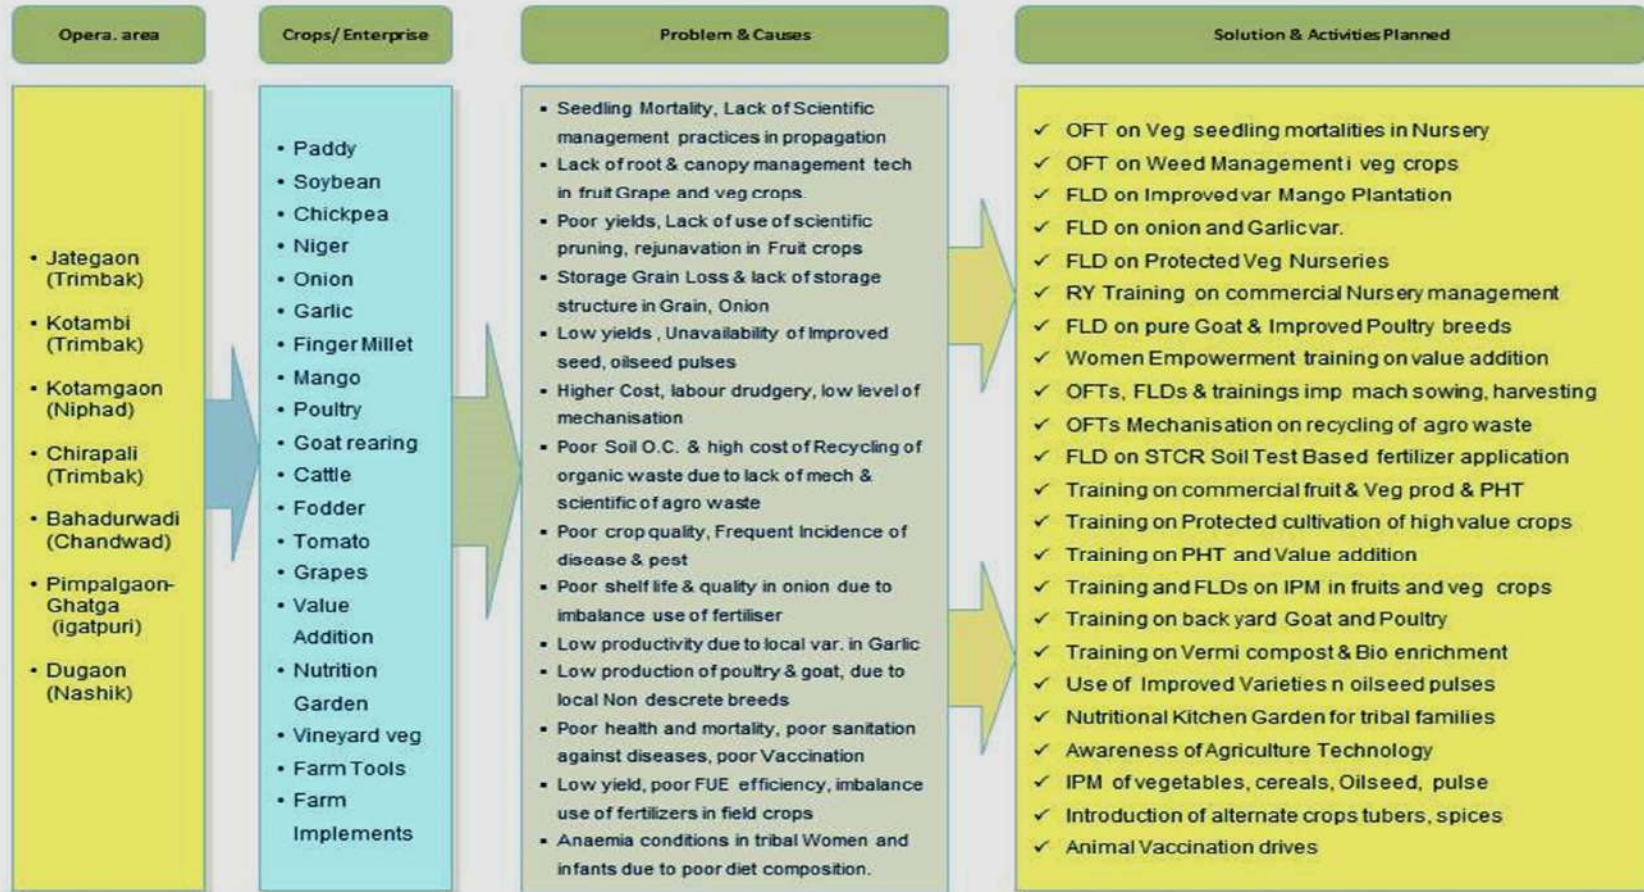 Opera. area
Crops/ Enterprise
Problem & Causes
Solution & Activities Planned
• Jategaon
(Trimbak)
• Kotambi
(Trimbak)
• Kotamgaon
(Niphad)
• Chirapali
(Trimbak)
• Bahadurwadi
(Chandwad)
• Pimpalgaon-
Ghatga
(igatpuri)
• Dugaon
(Nashik)
• Paddy
• Soybean
• Chickpea
• Niger
• Onion
• Garlic
• Finger Millet
• Mango
• Poultry
• Goat rearing
• Cattle
• Fodder
• Tomato
• Grapes
• Value
Addition
• Nutrition
Garden
• Vineyard veg
• Farm Tools
• Farm
Implements
▪ Seedling Mortality, Lack of Scientific
management practices in propagation
▪ Lack of root & canopy management tech
in fruit Grape and veg crops.
▪ Poor yields, Lack of use of scientific
pruning, rejunavation in Fruit crops
▪ Storage Grain Loss & lack of storage
structure in Grain, Onion
▪ Low yields , Unavailability of Improved
seed, oilseed pulses
▪ Higher Cost, labour drudgery, low level of
mechanisation
▪ Poor Soil O.C. & high cost of Recycling of
organic waste due to lack of mech &
scientific of agro waste
▪ Poor crop quality, Frequent Incidence of
disease & pest
▪ Poor shelf life & quality in onion due to
imbalance use of fertiliser
▪ Low productivity due to local var. in Garlic
▪ Low production of poultry & goat, due to
local Non descrete breeds
▪ Poor health and mortality, poor sanitation
against diseases, poor Vaccination
▪ Low yield, poor FUE efficiency, imbalance
use of fertilizers in field crops
▪ Anaemia conditions in tribal Women and
infants due to poor diet composition.
✓ OFT on Veg seedling mortalities in Nursery
✓ OFT on Weed Management i veg crops
✓ FLD on Improved var Mango Plantation
✓ FLD on onion and Garlic var.
✓ FLD on Protected Veg Nurseries
✓ RY Training on commercial Nursery management
✓ FLD on pure Goat & Improved Poultry breeds
✓ Women Empowerment training on value addition
✓ OFTs, FLDs & trainings imp mach sowing, harvesting
✓ OFTs Mechanisation on recycling of agro waste
✓ FLD on STCR Soil Test Based fertilizer application
✓ Training on commercial fruit & Veg prod & PHT
✓ Training on Protected cultivation of high value crops
✓ Training on PHT and Value addition
✓ Training and FLDs on IPM in fruits and veg crops
✓ Training on back yard Goat and Poultry
✓ Training on Vermi compost & Bio enrichment
✓ Use of Improved Varieties n oilseed pulses
✓ Nutritional Kitchen Garden for tribal families
✓ Awareness of Agriculture Technology
✓ IPM of vegetables, cereals, Oilseed, pulse
✓ Introduction of alternate crops tubers, spices
✓ Animal Vaccination drives